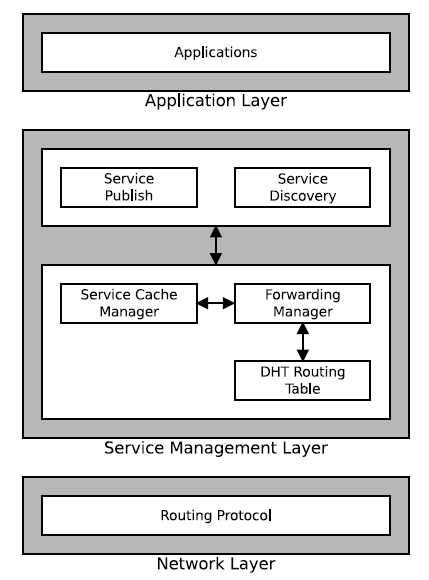 Applications
Application Layer
Service
Publish
Service
Discovery
Service Cache
Manager
Forwarding
Manager
DHT Routing
Table
Service Management Layer
Routing Protocol
Network Layer